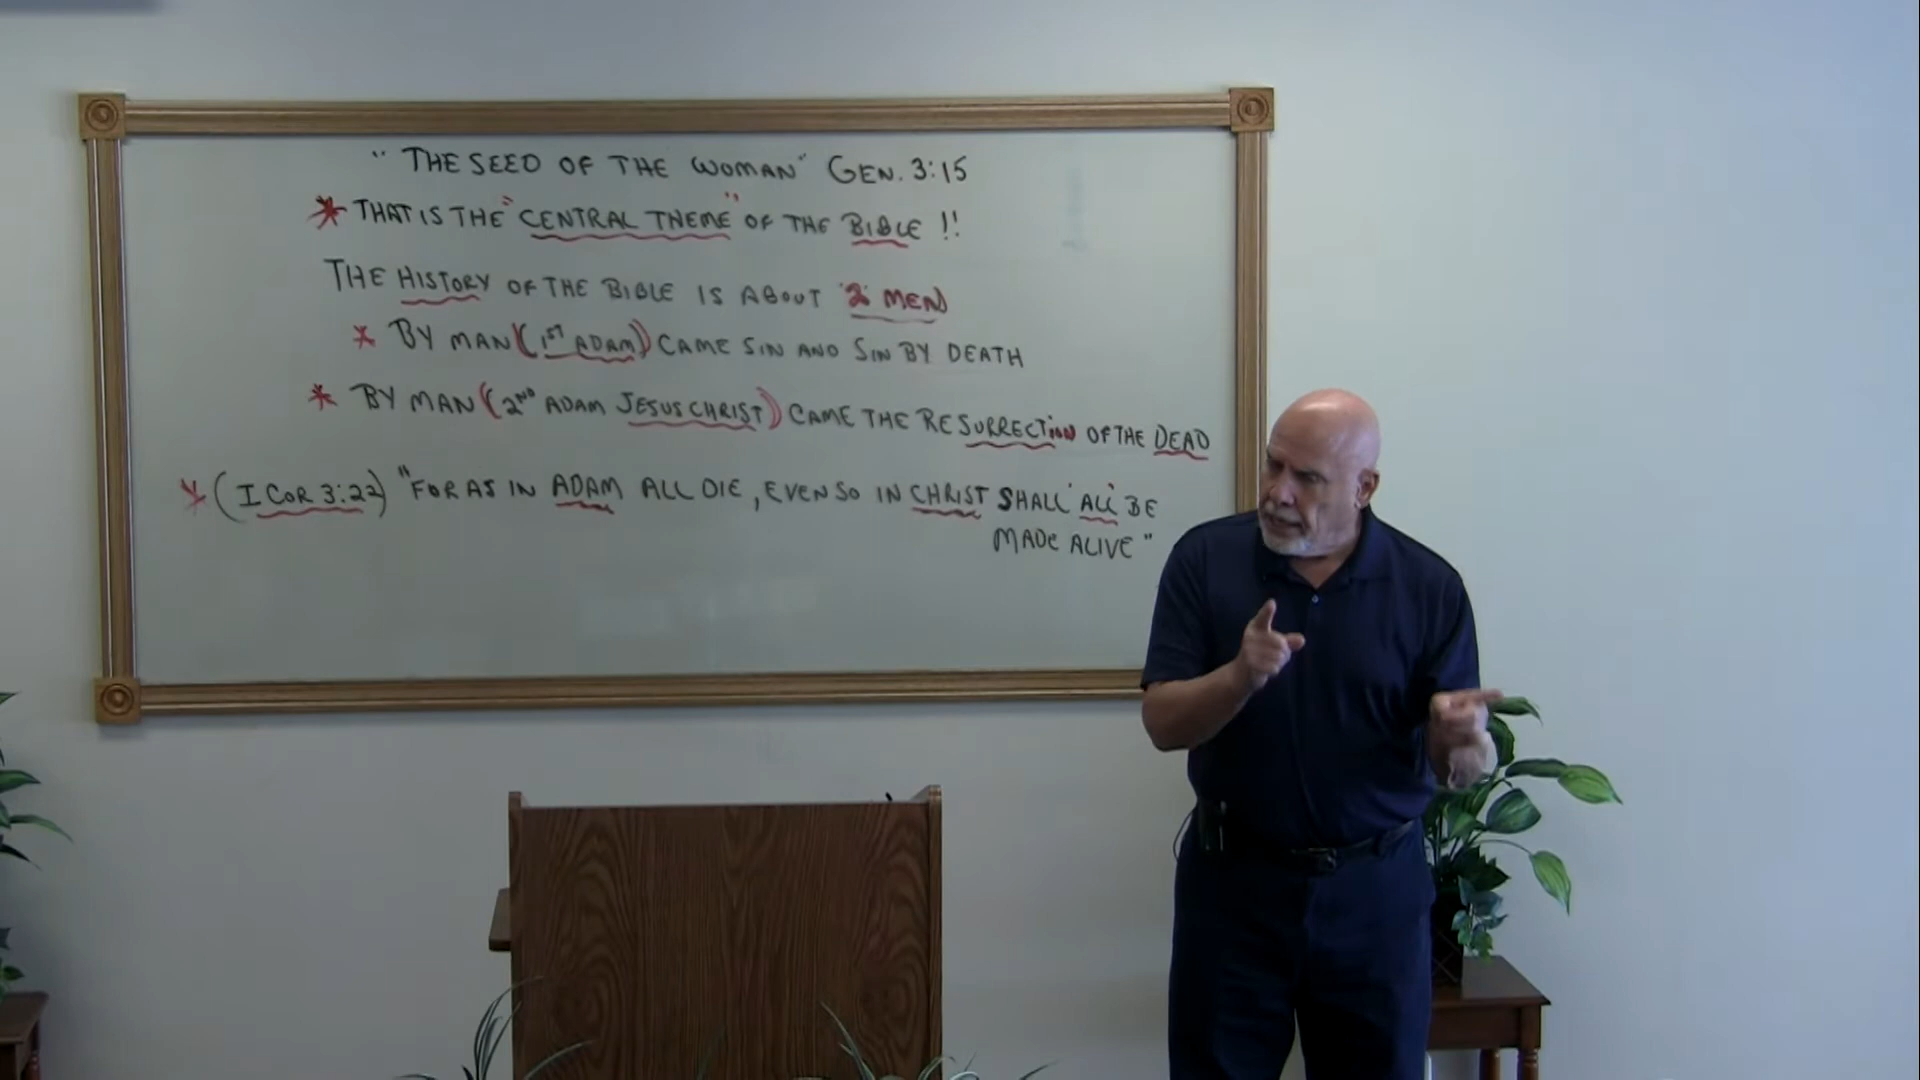 "THE SEED OF THE WOMAN" GEN. 3:15
* THAT IS THE "CENTRAL THEME" OF THE BIBLE !!
THE HISTORY OF THE BIBLE IS ABOUT "2" MEN
* BY MAN (1ST ADAM) CAME SIN AND SIN BY DEATH
* BY MAN (2ND ADAM JESUS CHRIST) CAME THE RESURRECTION OF THE DEAD
* (I COR 3:22) "FOR AS IN ADAM ALL DIE, EVEN SO IN CHRIST SHALL "ALL" BE
MADE ALIVE"